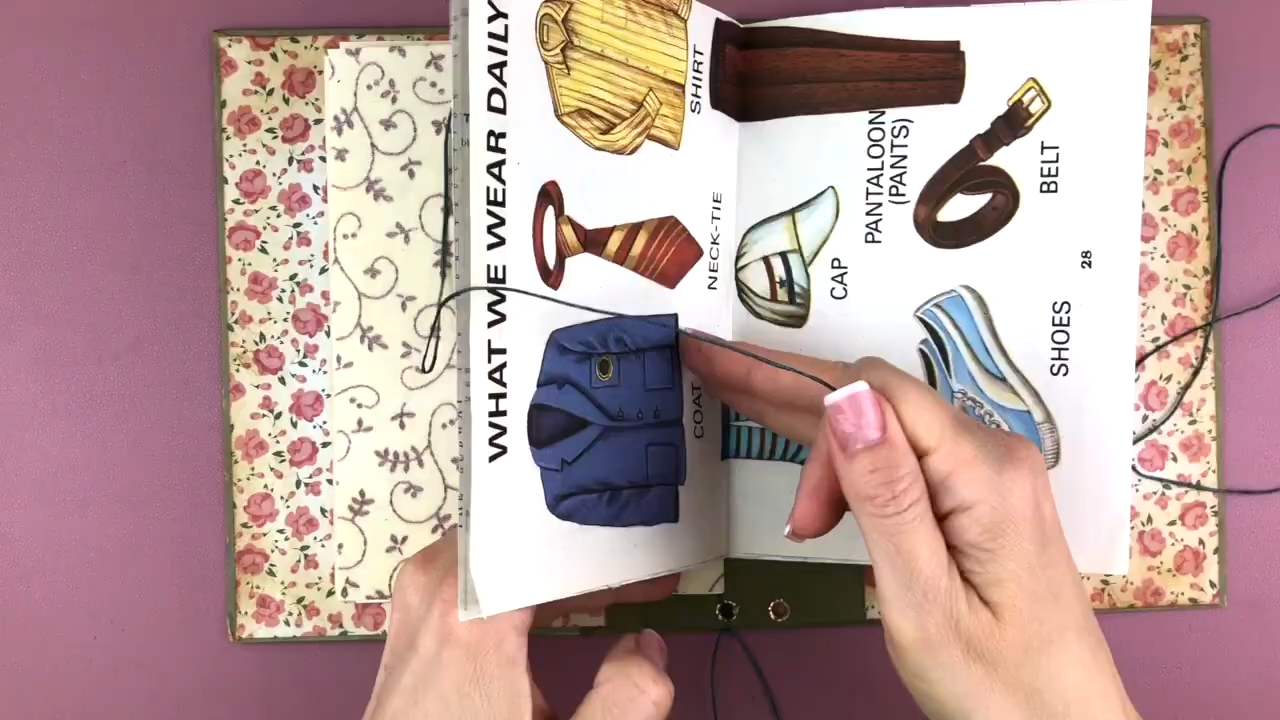 WHAT WE WEAR DAILY
SHIRT
NECK-TIE
COAT
PANTALOON
(PANTS)
CAP
BELT
SHOES
28